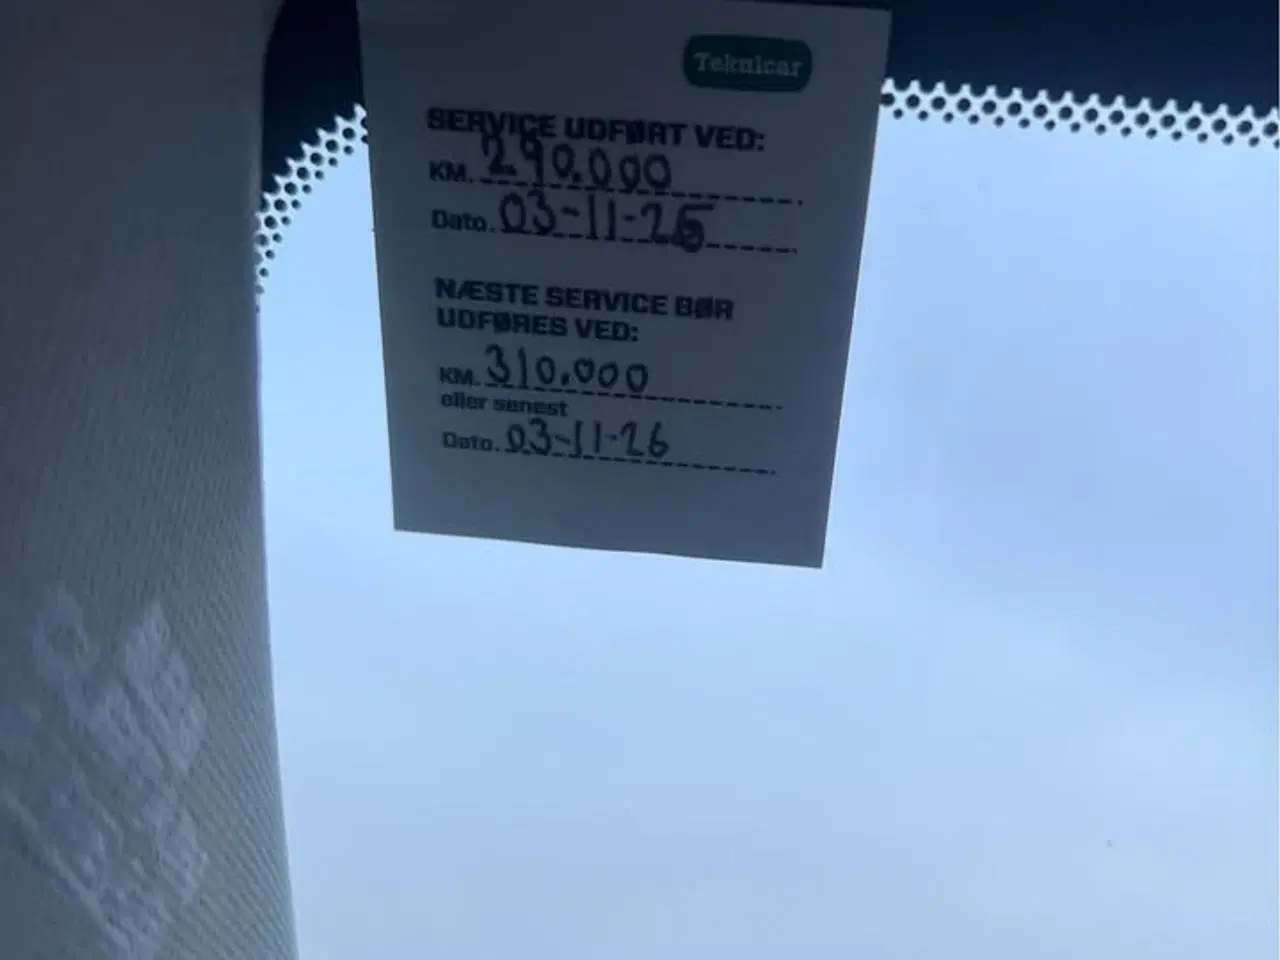 Teknicar
SERVICE UDFØRT VED:
KM. 290.000
Dato. 03-11-25
NÆSTE SERVICE BØR
UDFØRES VED:
KM. 310.000
eller senest
Dato. 03-11-26